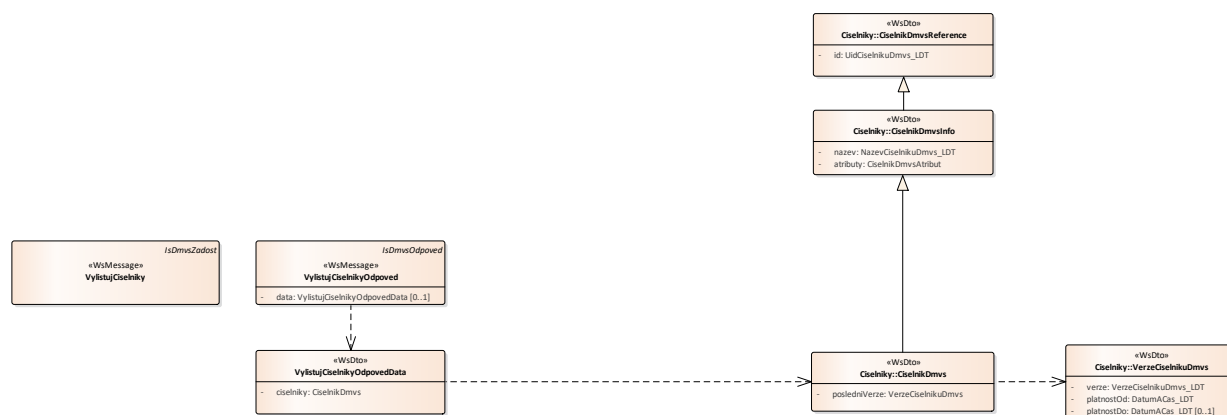 «WsDto»
Ciselniky::CiselnikDmvsReference
- id: UidCiselnikuDmvs_LDT
«WsDto»
Ciselniky::CiselnikDmvsInfo
- nazev: NazevCiselnikuDmvs_LDT
- atributy: CiselnikDmvsAtribut
IsDmvsZadost
«WsMessage»
VylistujCiselniky
IsDmvsOdpoved
«WsMessage»
VylistujCiselnikyOdpoved
- data: VylistujCiselnikyOdpovedData [0..1]
«WsDto»
VylistujCiselnikyOdpovedData
- ciselniky: CiselnikDmvs
«WsDto»
Ciselniky::CiselnikDmvs
- posledniVerze: VerzeCiselnikuDmvs
«WsDto»
Ciselniky::VerzeCiselnikuDmvs
- verze: VerzeCiselnikuDmvs_LDT
- platnostOd: DatumACas_LDT
- platnostDo: DatumACas_LDT [0..1]